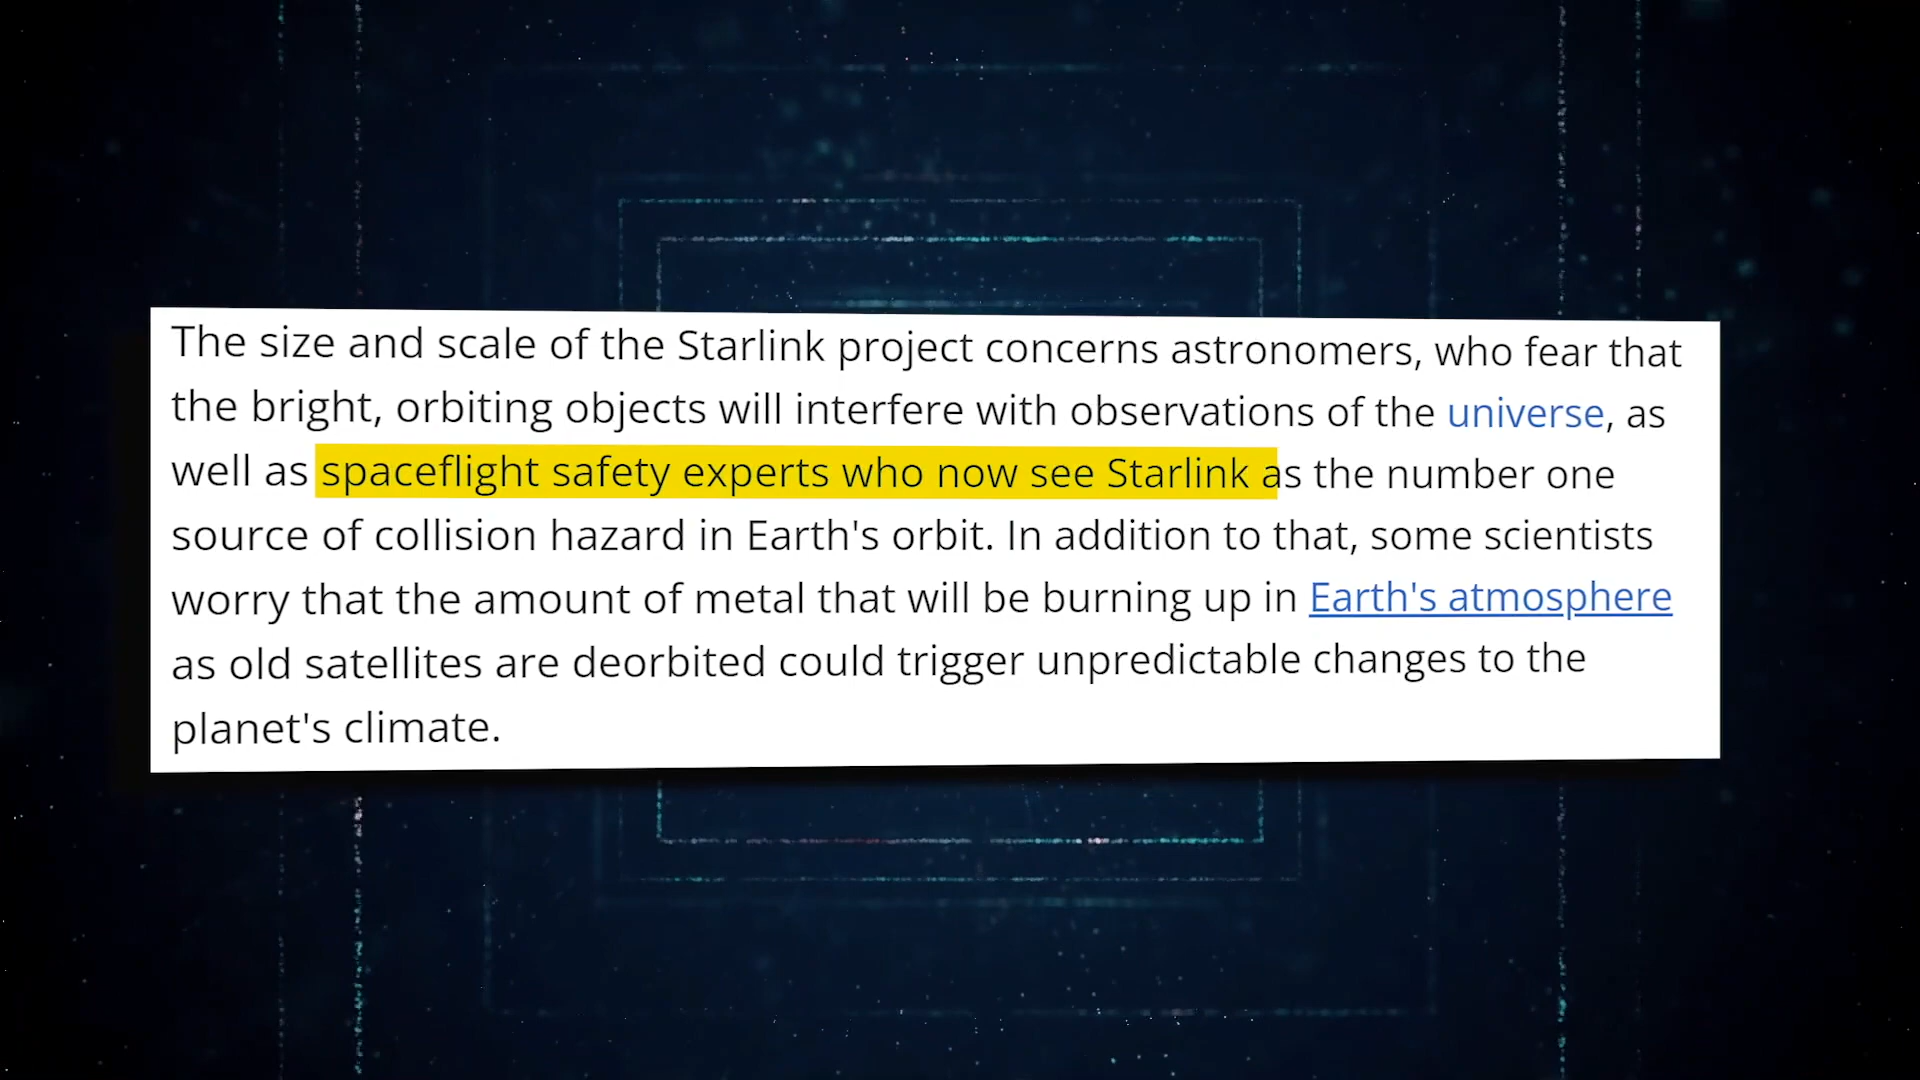 The size and scale of the Starlink project concerns astronomers, who fear that
the bright, orbiting objects will interfere with observations of the universe, as
well as spaceflight safety experts who now see Starlink as the number one
source of collision hazard in Earth's orbit. In addition to that, some scientists
worry that the amount of metal that will be burning up in Earth's atmosphere
as old satellites are deorbited could trigger unpredictable changes to the
planet's climate.